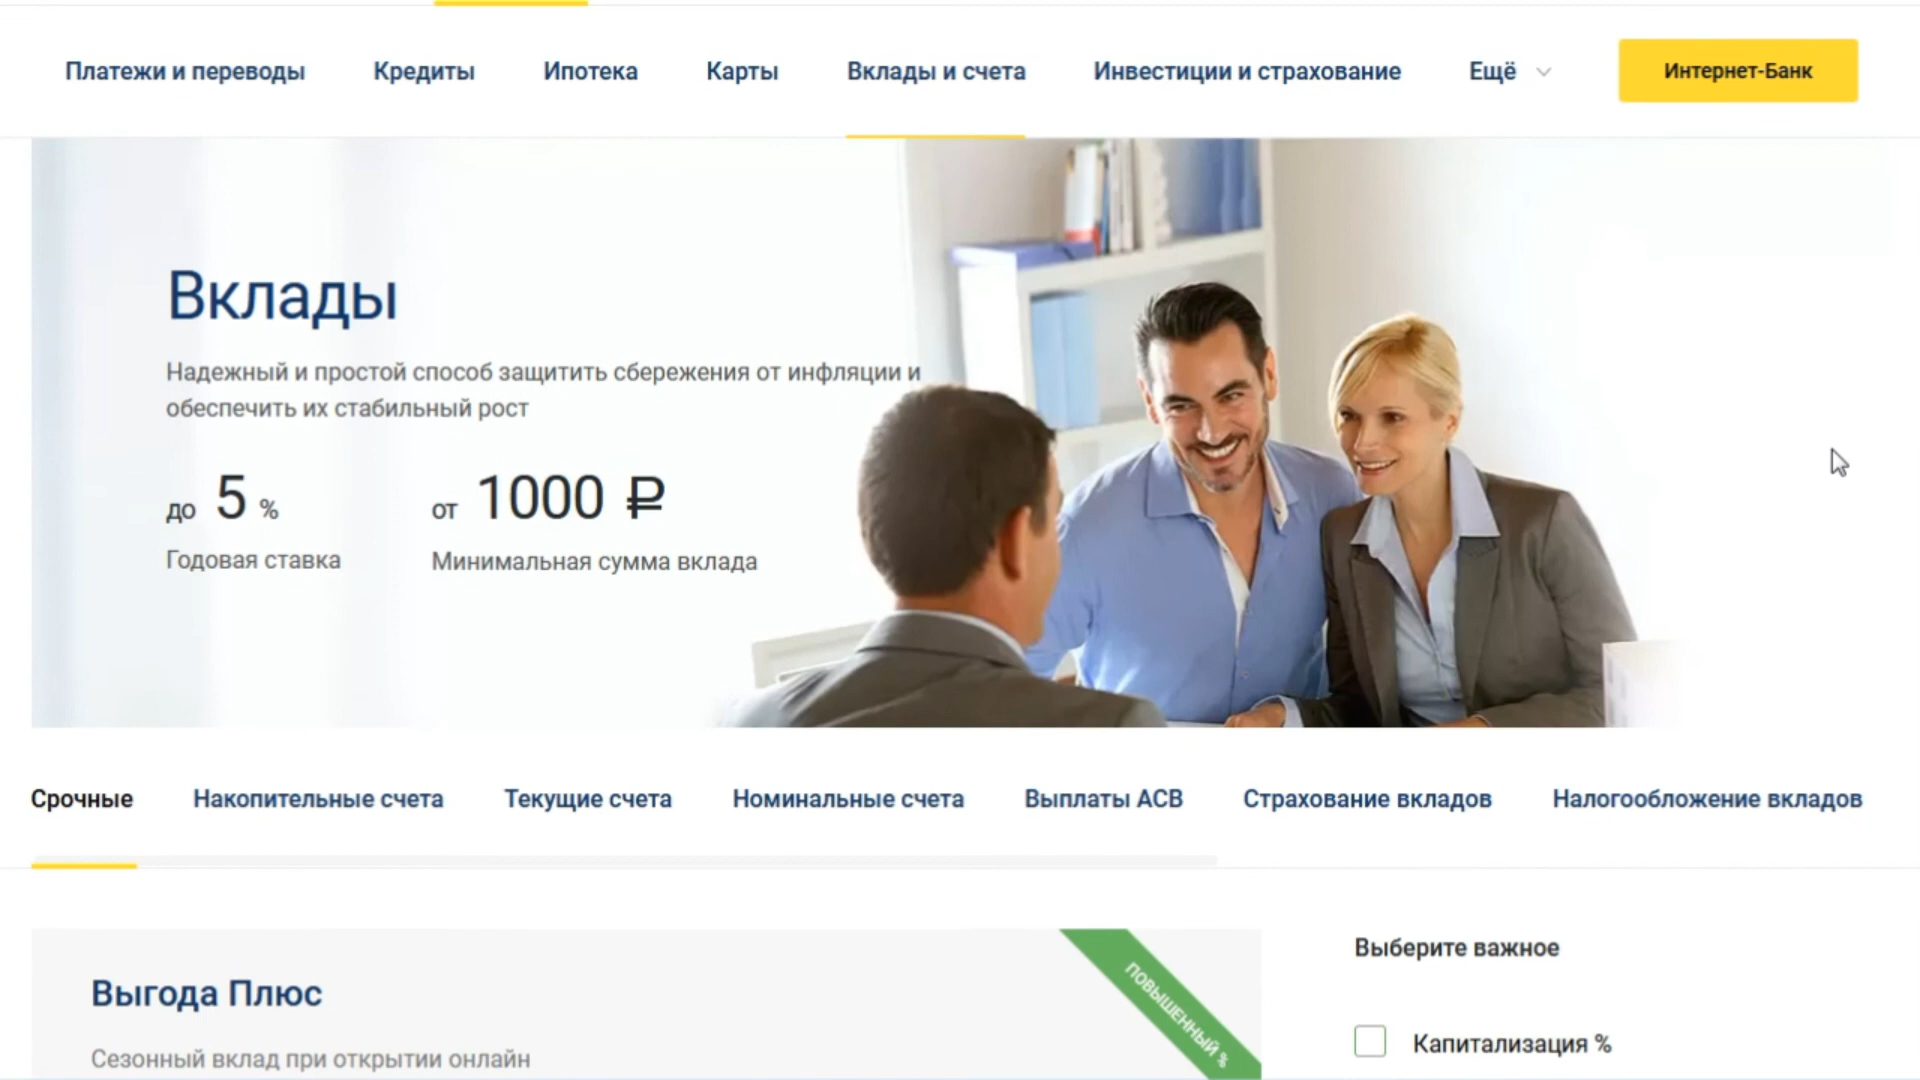 Платежи и переводы
Кредиты
Ипотека
Карты
Вклады и счета
Инвестиции и страхование
Ещё
Интернет-Банк
Вклады
Надежный и простой способ защитить сбережения от инфляции и
обеспечить их стабильный рост
до 5 %
Годовая ставка
от 1000 ₽
Минимальная сумма вклада
Срочные
Накопительные счета
Текущие счета
Номинальные счета
Выплаты АСВ
Страхование вкладов
Налогообложение вкладов
Выгода Плюс
Сезонный вклад при открытии онлайн
ПОВЫШЕННЫЙ %
Выберите важное
Капитализация %